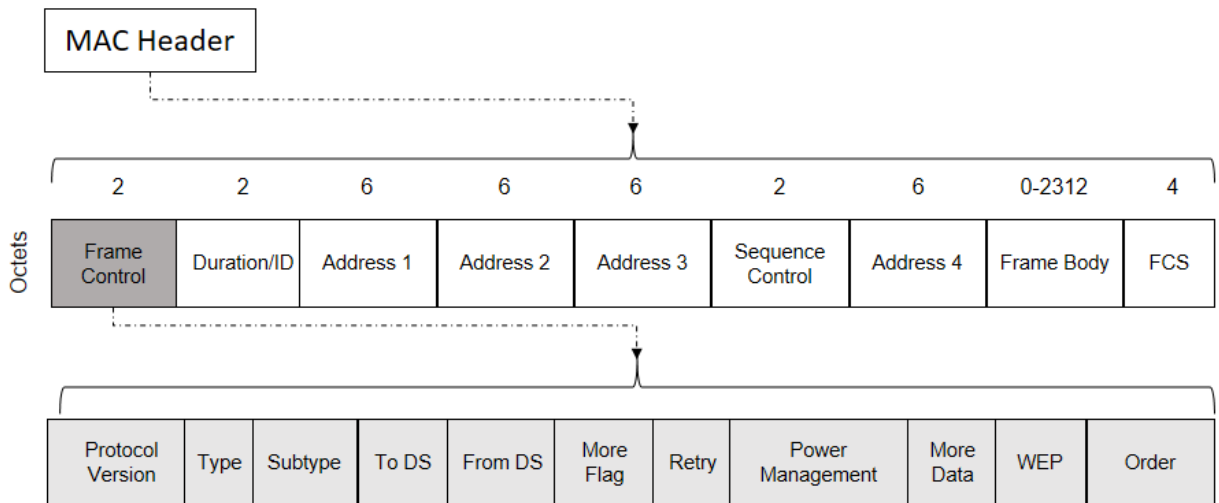 MAC Header
2 2 6 6 6 2 6 0-2312 4
Octets
Frame Control Duration/ID Address 1 Address 2 Address 3 Sequence Control Address 4 Frame Body FCS
Protocol Version Type Subtype To DS From DS More Flag Retry Power Management More Data WEP Order